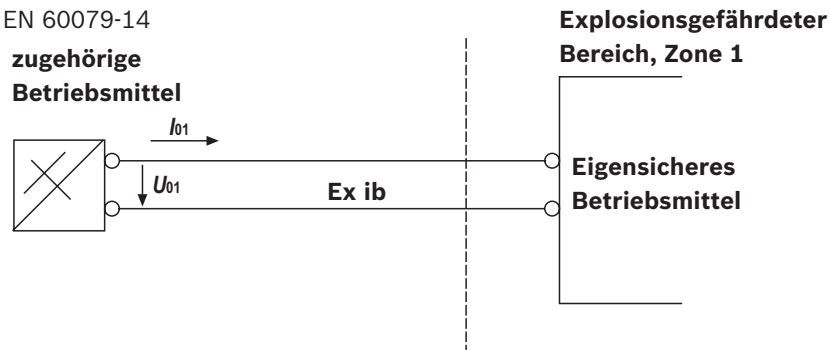 EN 60079-14
zugehörige
Betriebsmittel
Explosionsgefährdeter
Bereich, Zone 1
I01
U01
Ex ib
Eigensicheres
Betriebsmittel